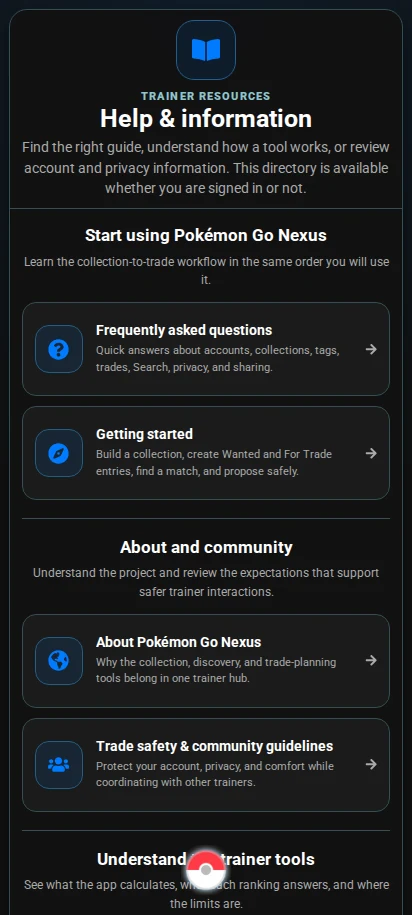 TRAINER RESOURCES
Help & information
Find the right guide, understand how a tool works, or review
account and privacy information. This directory is available
whether you are signed in or not.
Start using Pokémon Go Nexus
Learn the collection-to-trade workflow in the same order you will use
it.
Frequently asked questions
Quick answers about accounts, collections, tags,
trades, Search, privacy, and sharing.
Getting started
Build a collection, create Wanted and For Trade
entries, find a match, and propose safely.
About and community
Understand the project and review the expectations that support
safer trainer interactions.
About Pokémon Go Nexus
Why the collection, discovery, and trade-planning
tools belong in one trainer hub.
Trade safety & community guidelines
Protect your account, privacy, and comfort while
coordinating with other trainers.
Understand trainer tools
See what the app calculates, ranking answers, and where
the limits are.